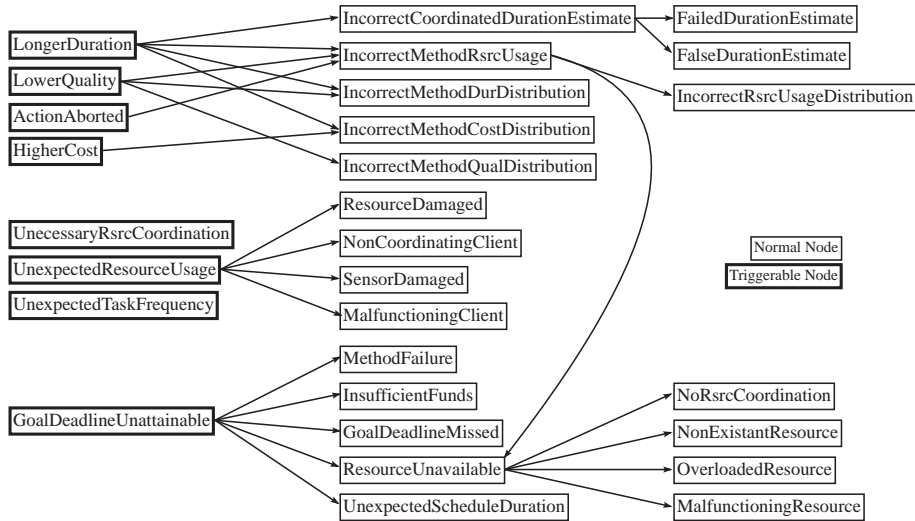 IncorrectCoordinatedDurationEstimate
FailedDurationEstimate
LongerDuration
IncorrectMethodRsrcUsage
FalseDurationEstimate
LowerQuality
IncorrectMethodDurDistribution
IncorrectRsrcUsageDistribution
ActionAborted
IncorrectMethodCostDistribution
HigherCost
IncorrectMethodQualDistribution
ResourceDamaged
UnecessaryRsrcCoordination
NonCoordinatingClient
Normal Node
UnexpectedResourceUsage
SensorDamaged
Triggerable Node
UnexpectedTaskFrequency
MalfunctioningClient
MethodFailure
InsufficientFunds
NoRsrcCoordination
GoalDeadlineUnattainable
GoalDeadlineMissed
NonExistantResource
ResourceUnavailable
OverloadedResource
UnexpectedScheduleDuration
MalfunctioningResource